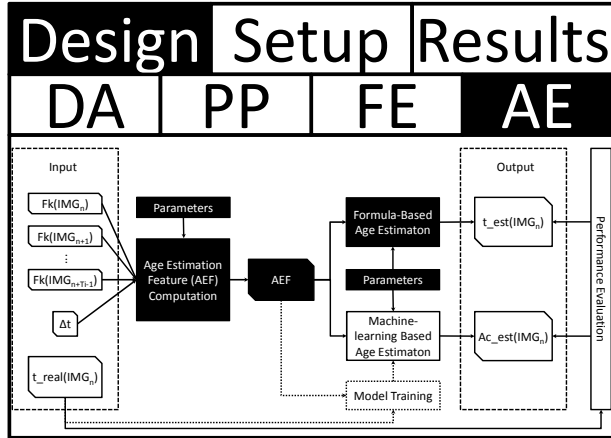 Design Setup Results
DA PP FE AE
Input
Output
Fk(IMGn)
Fk(IMGn+1)
⋮
Fk(IMGn+Ti-1)
Δt
t_real(IMGn)
Parameters
Age Estimation
Feature (AEF)
Computation
AEF
Formula-Based
Age Estimaton
Parameters
Machine-
learning Based
Age Estimaton
Model Training
t_est(IMGn)
Ac_est(IMGn)
Performance Evaluation